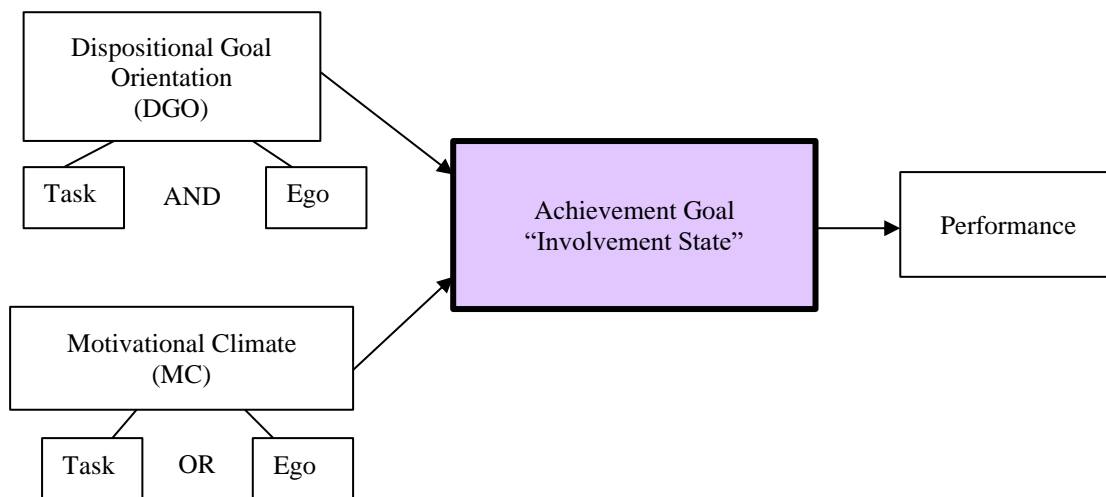 Dispositional Goal
Orientation
(DGO)
Task
AND
Ego
Achievement Goal
“Involvement State”
Performance
Motivational Climate
(MC)
Task
OR
Ego